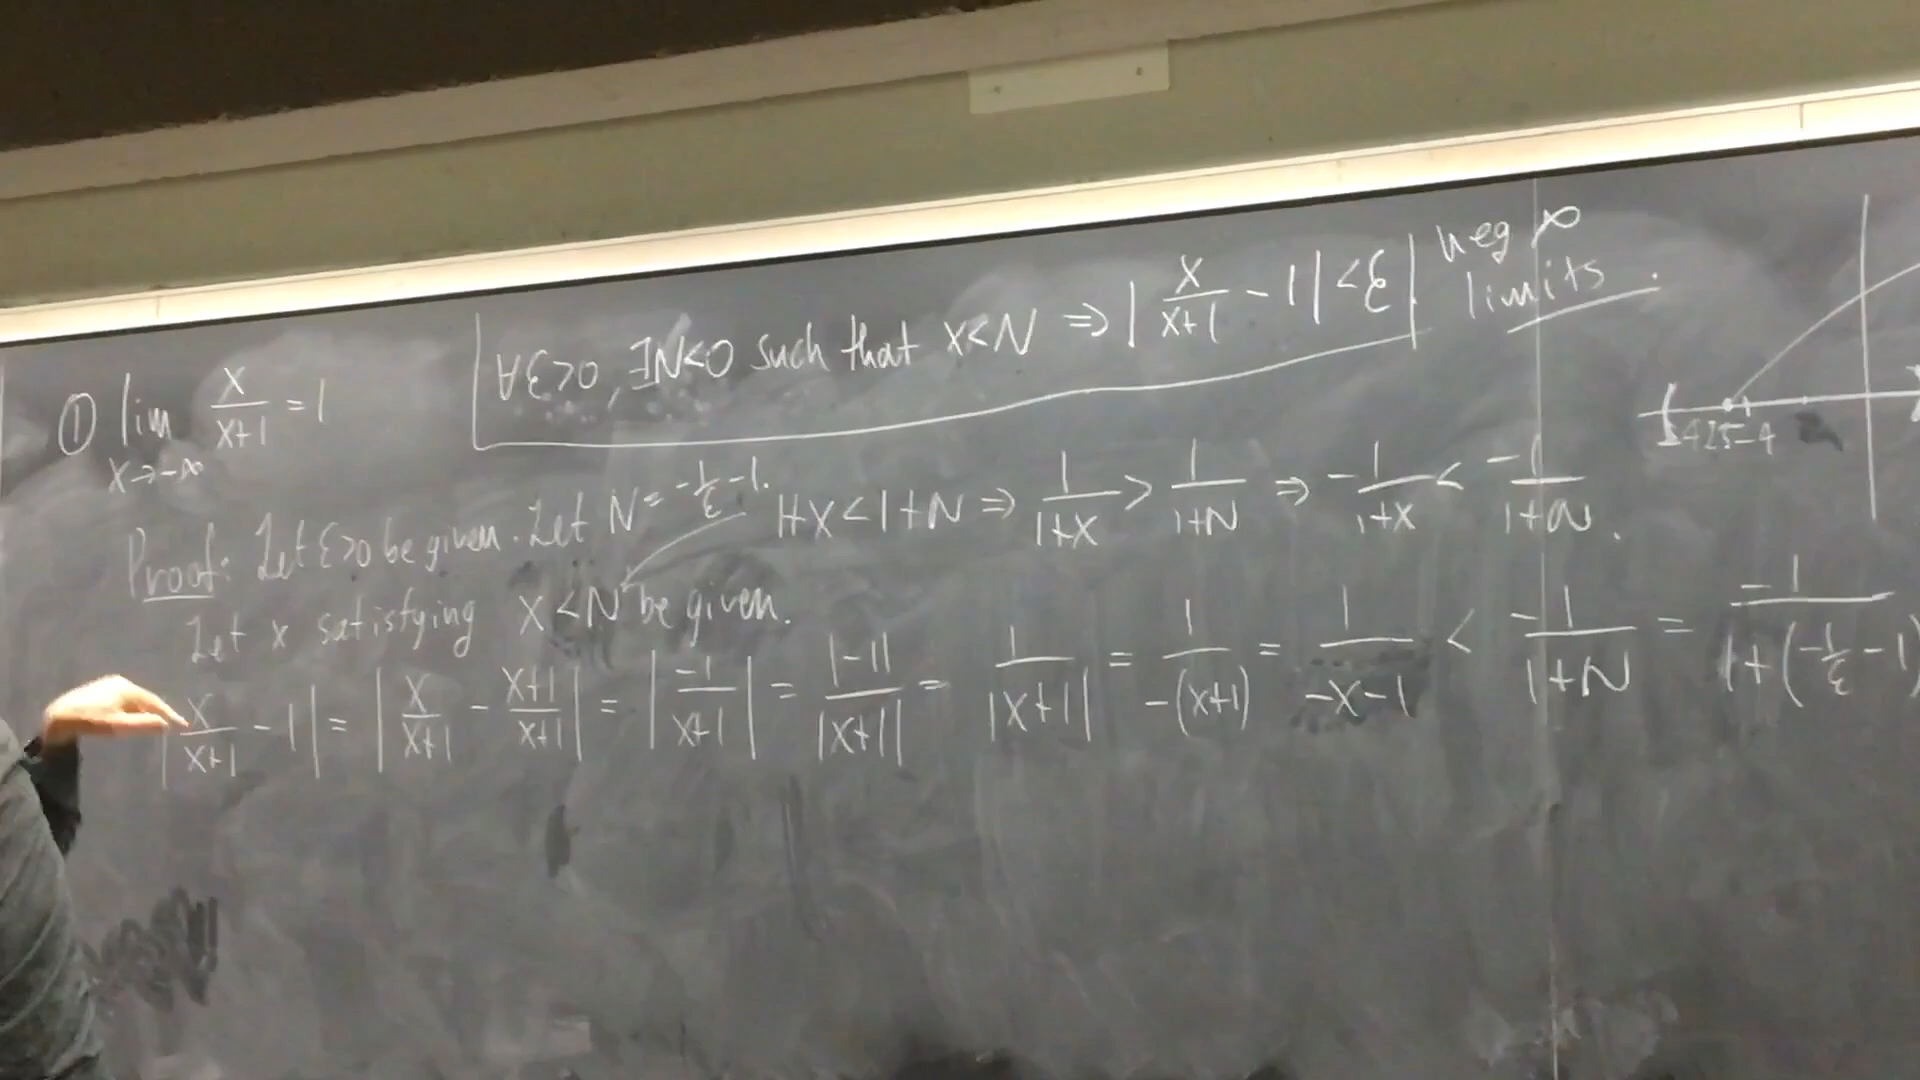 ∀ε>0, ∃N<0 such that x<N ⇒ | x/(x+1) - 1 | < ε
neg ∞
limits.
① lim x→-∞ x/(x+1) = 1
Proof: Let ε>0 be given. Let N = -1/ε - 1.
1+x < 1+N ⇒ 1/(1+x) > 1/(1+N) ⇒ -1/(1+x) < -1/(1+N).
Let x satisfying x<N be given.
| x/(x+1) - 1 | = | x/(x+1) - (x+1)/(x+1) | = | -1/(x+1) | = |-1|/|x+1| = 1/|x+1| = 1/(-(x+1)) = 1/(-x-1) < -1/(1+N) = -1/(1+(-1/ε-1)